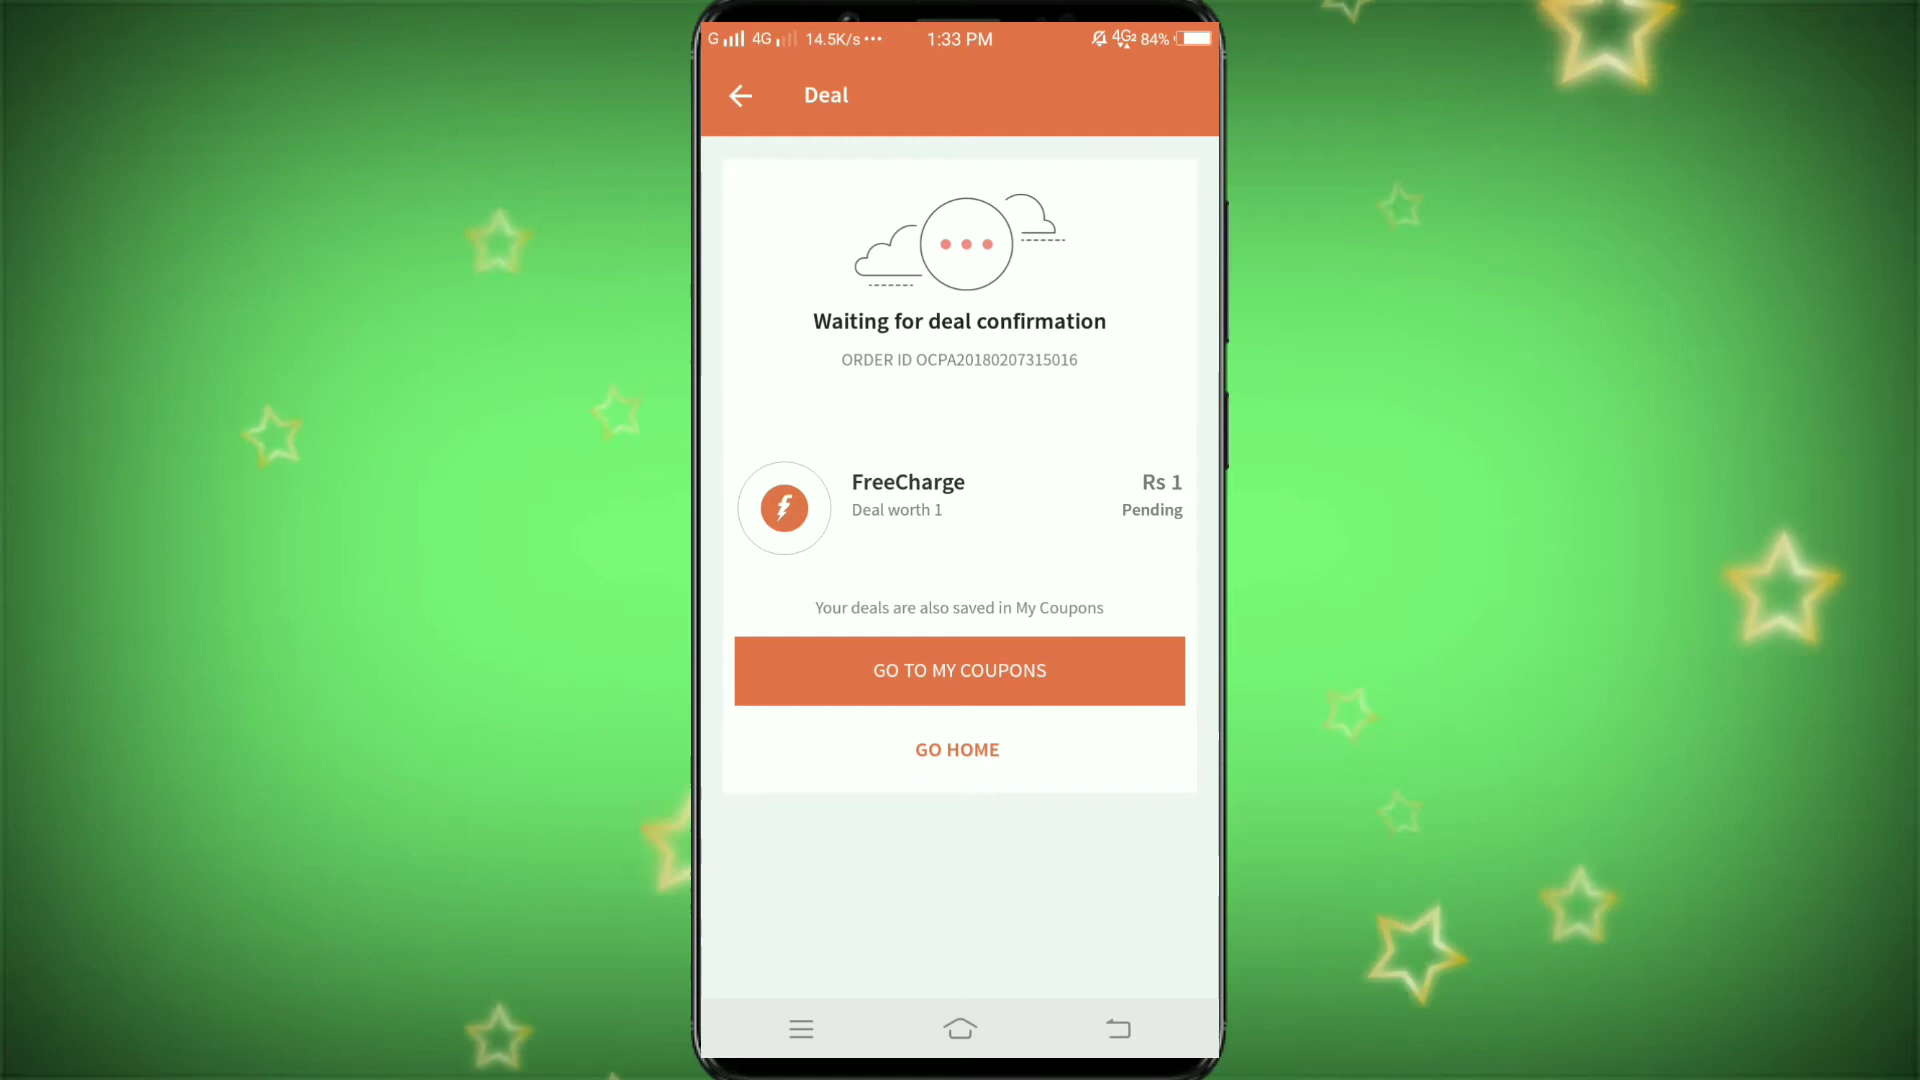 G 4G 14.5K/s ••• 1:33 PM 4G2 84%
Deal
Waiting for deal confirmation
ORDER ID OCPA20180207315016
FreeCharge Rs 1
Deal worth 1 Pending
Your deals are also saved in My Coupons
GO TO MY COUPONS
GO HOME